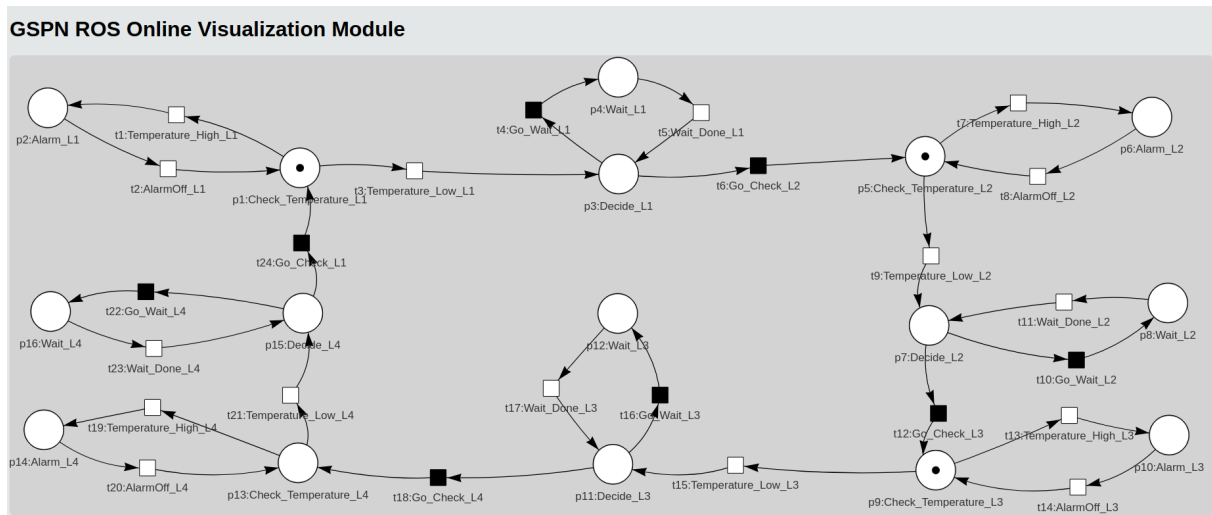 GSPN ROS Online Visualization Module
p4:Wait_L1
t4:Go_Wait_L1
t5:Wait_Done_L1
t7:Temperature_High_L2
p2:Alarm_L1
t1:Temperature_High_L1
p6:Alarm_L2
t2:AlarmOff_L1
p1:Check_Temperature_L1
t3:Temperature_Low_L1
p3:Decide_L1
t6:Go_Check_L2
p5:Check_Temperature_L2
t8:AlarmOff_L2
t24:Go_Check_L1
t9:Temperature_Low_L2
t22:Go_Wait_L4
t11:Wait_Done_L2
p16:Wait_L4
p15:Decide_L4
p12:Wait_L3
p7:Decide_L2
p8:Wait_L2
t23:Wait_Done_L4
t10:Go_Wait_L2
t21:Temperature_Low_L4
t17:Wait_Done_L3
t16:Go_Wait_L3
t19:Temperature_High_L4
t12:Go_Check_L3
t13:Temperature_High_L3
p14:Alarm_L4
p10:Alarm_L3
t20:AlarmOff_L4
p13:Check_Temperature_L4
t18:Go_Check_L4
p11:Decide_L3
t15:Temperature_Low_L3
p9:Check_Temperature_L3
t14:AlarmOff_L3